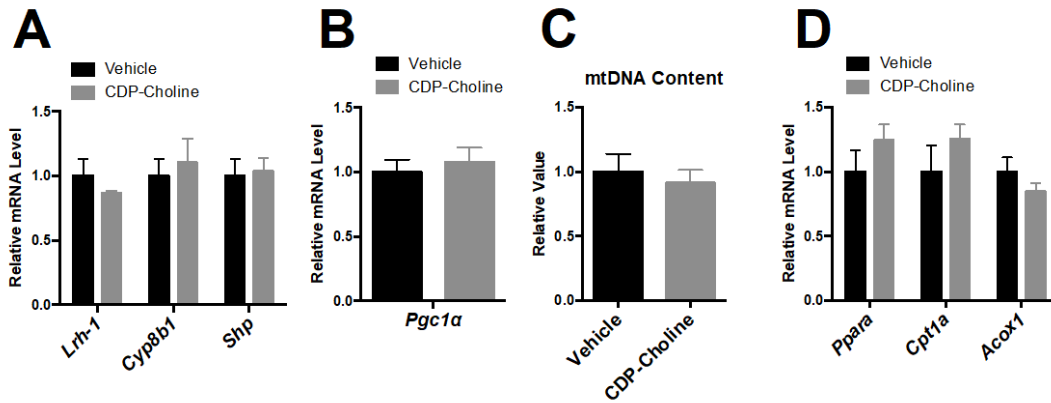 A
Vehicle
CDP-Choline
Relative mRNA Level
1.5
1.0
0.5
0.0
Lrh-1
Cyp8b1
Shp
B
Vehicle
CDP-Choline
Relative mRNA Level
1.5
1.0
0.5
0.0
Pgc1α
C
mtDNA Content
Relative Value
1.5
1.0
0.5
0.0
Vehicle
CDP-Choline
D
Vehicle
CDP-Choline
Relative mRNA Level
1.5
1.0
0.5
0.0
Ppara
Cpt1a
Acox1